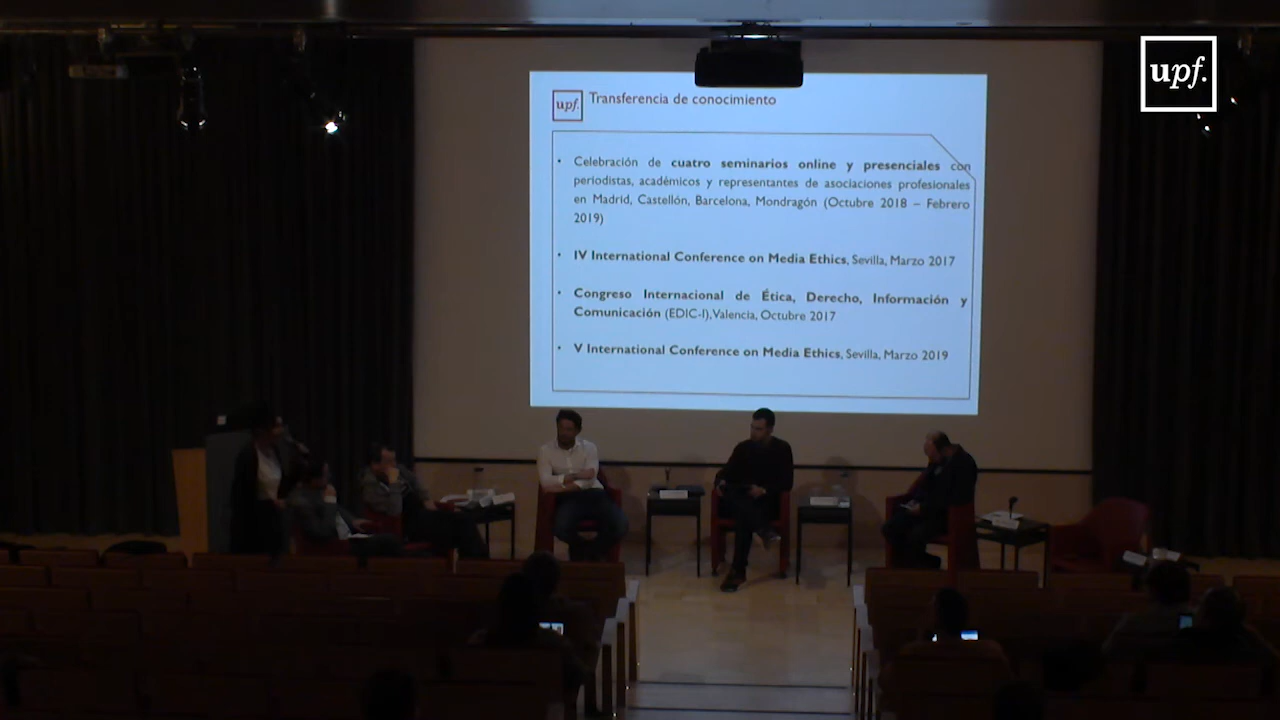 upf.
upf. Transferencia de conocimiento
• Celebración de cuatro seminarios online y presenciales con
periodistas, académicos y representantes de asociaciones profesionales
en Madrid, Castellón, Barcelona, Mondragón (Octubre 2018 – Febrero
2019)
• IV International Conference on Media Ethics, Sevilla, Marzo 2017
• Congreso Internacional de Ética, Derecho, Información y
Comunicación (EDIC-I), Valencia, Octubre 2017
• V International Conference on Media Ethics, Sevilla, Marzo 2019